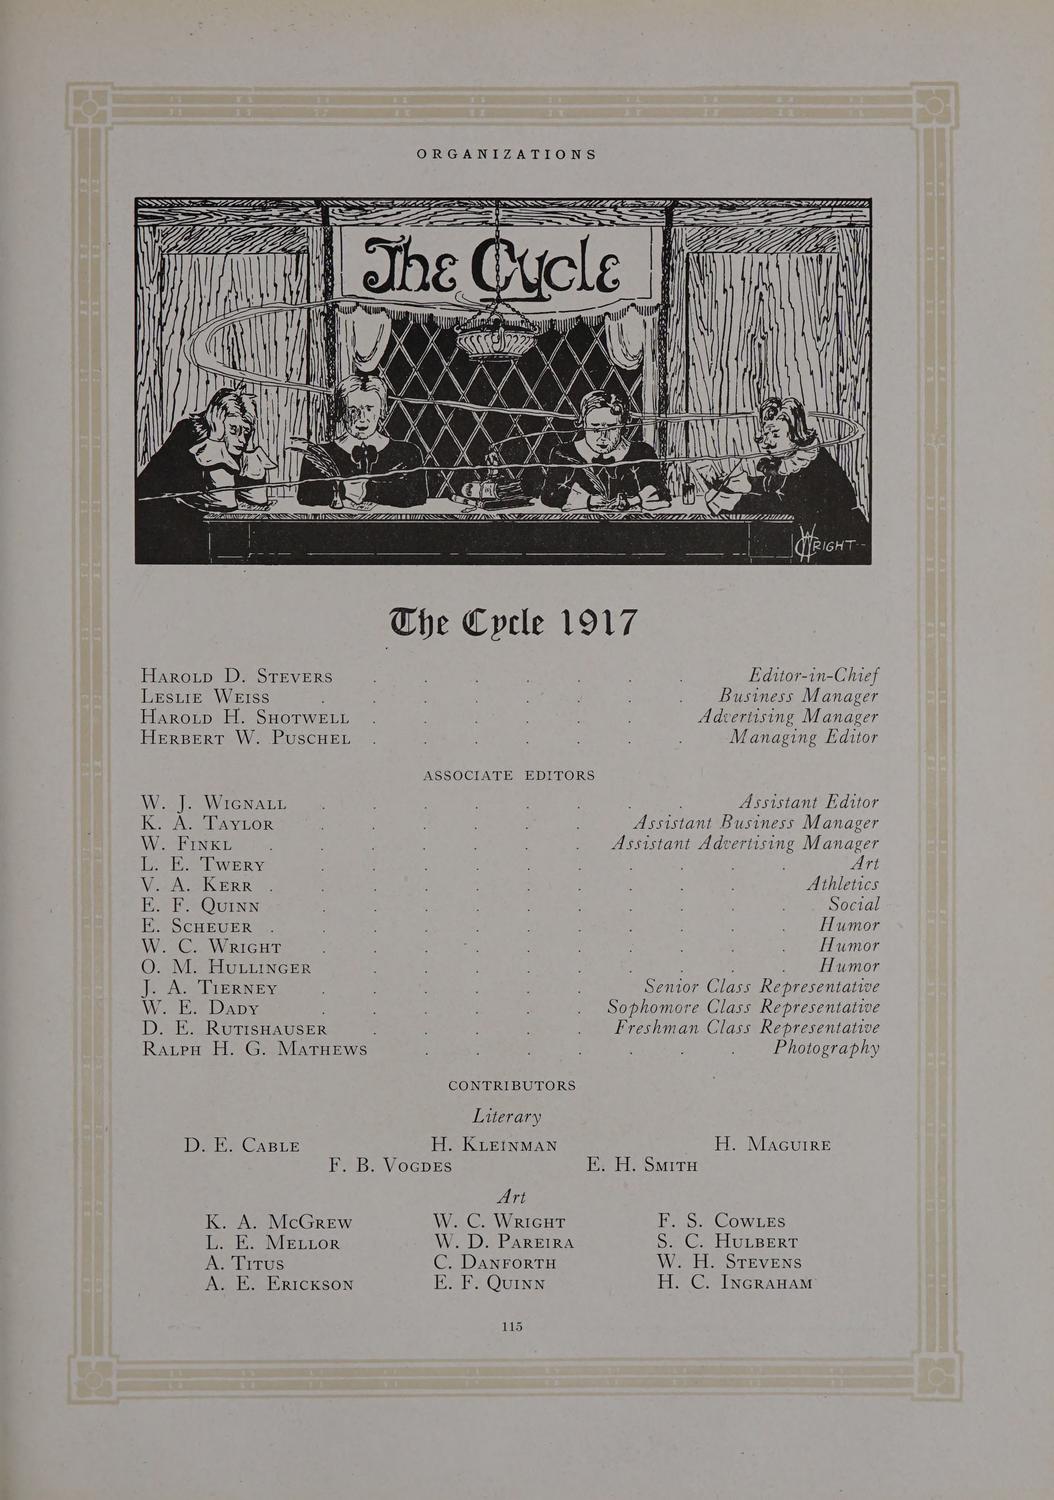 ORGANIZATIONS
The Cycle
WRIGHT
The Cycle 1917
HAROLD D. STEVERS . . . . . . . Editor-in-Chief
LESLIE WEISS . . . . . . . . Business Manager
HAROLD H. SHOTWELL . . . . . . Advertising Manager
HERBERT W. PUSCHEL . . . . . . . Managing Editor
ASSOCIATE EDITORS
W. J. WIGNALL . . . . . . . . Assistant Editor
K. A. TAYLOR . . . . . . Assistant Business Manager
W. FINKL . . . . . . . Assistant Advertising Manager
L. E. TWERY . . . . . . . . . . Art
V. A. KERR . . . . . . . . . . Athletics
E. F. QUINN . . . . . . . . . . Social
E. SCHEUER . . . . . . . . . . . Humor
W. C. WRIGHT . . . . . . . . . . Humor
O. M. HULLINGER . . . . . . . . . Humor
J. A. TIERNEY . . . . . . Senior Class Representative
W. E. DADY . . . . . . Sophomore Class Representative
D. E. RUTISHAUSER . . . . . Freshman Class Representative
RALPH H. G. MATHEWS . . . . . . . Photography
CONTRIBUTORS
Literary
D. E. CABLE H. KLEINMAN H. MAGUIRE
F. B. VOGDES E. H. SMITH
Art
K. A. MCGREW W. C. WRIGHT F. S. COWLES
L. E. MELLOR W. D. PAREIRA S. C. HULBERT
A. TITUS C. DANFORTH W. H. STEVENS
A. E. ERICKSON E. F. QUINN H. C. INGRAHAM
115